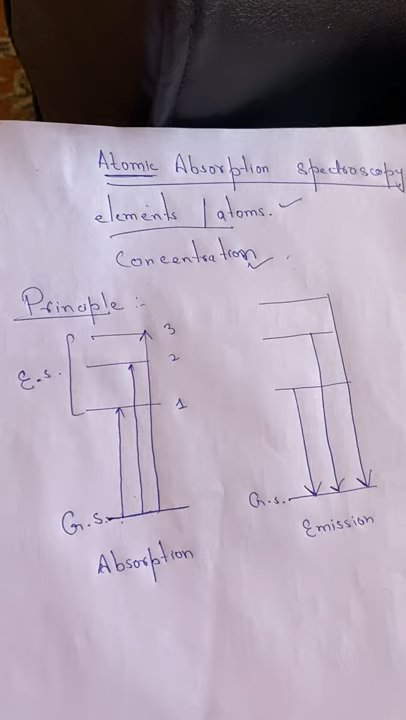 Atomic Absorption spectroscopy
elements / atoms.
Concentration
Principle :-
E.s.
3
2
1
G.s.
Absorption
G.s.
Emission